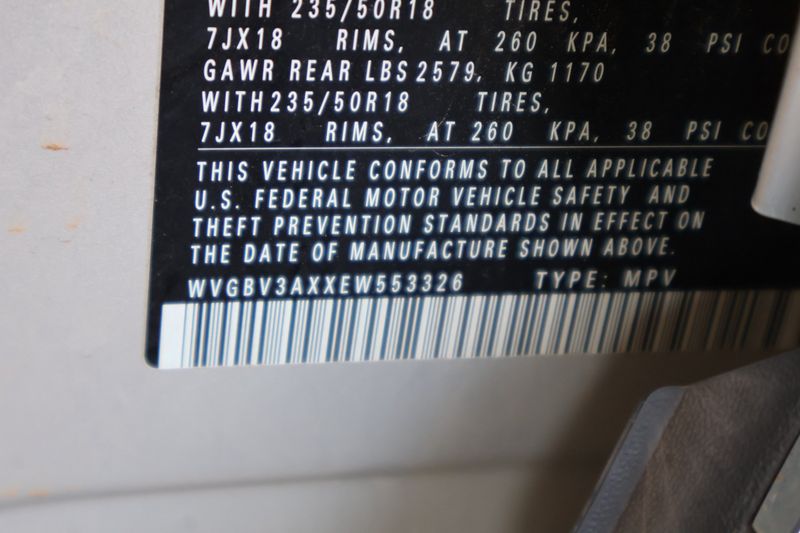 WITH 235/50R18 TIRES,
7JX18 RIMS, AT 260 KPA, 38 PSI CO
GAWR REAR LBS 2579, KG 1170
WITH 235/50R18 TIRES,
7JX18 RIMS, AT 260 KPA, 38 PSI CO
THIS VEHICLE CONFORMS TO ALL APPLICABLE
U.S. FEDERAL MOTOR VEHICLE SAFETY AND
THEFT PREVENTION STANDARDS IN EFFECT ON
THE DATE OF MANUFACTURE SHOWN ABOVE.
WVGBV3AXXEW553326 TYPE: MPV